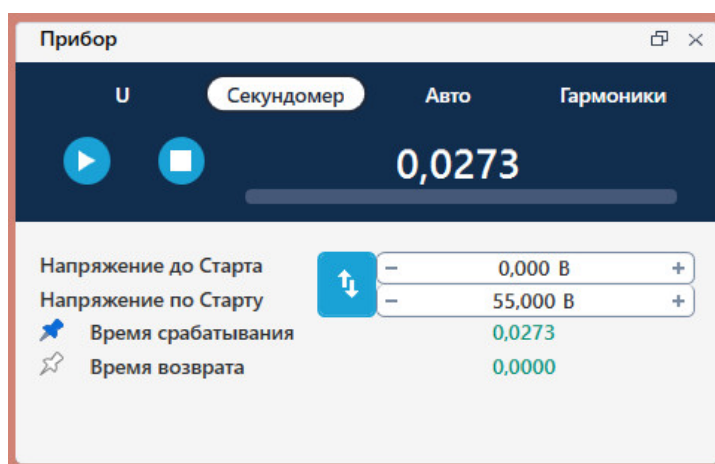 Прибор
U Секундомер Авто Гармоники
0,0273
Напряжение до Старта − 0,000 В +
Напряжение по Старту − 55,000 В +
Время срабатывания 0,0273
Время возврата 0,0000